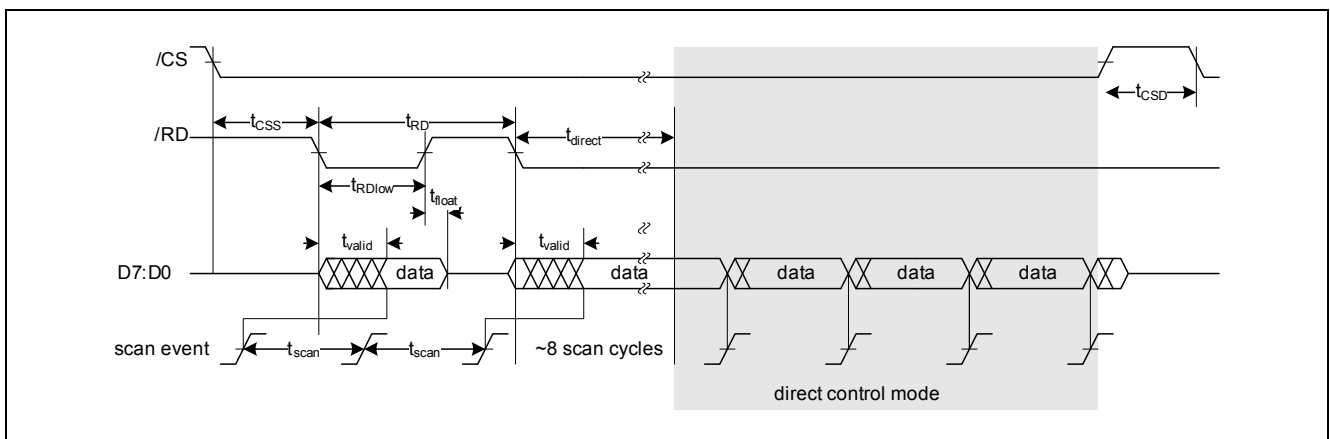 /CS
tCSD
tCSS
tRD
/RD
tdirect
tRDlow
tfloat
tvalid
tvalid
D7:D0
data
data
data
data
data
scan event
tscan
tscan
~8 scan cycles
direct control mode